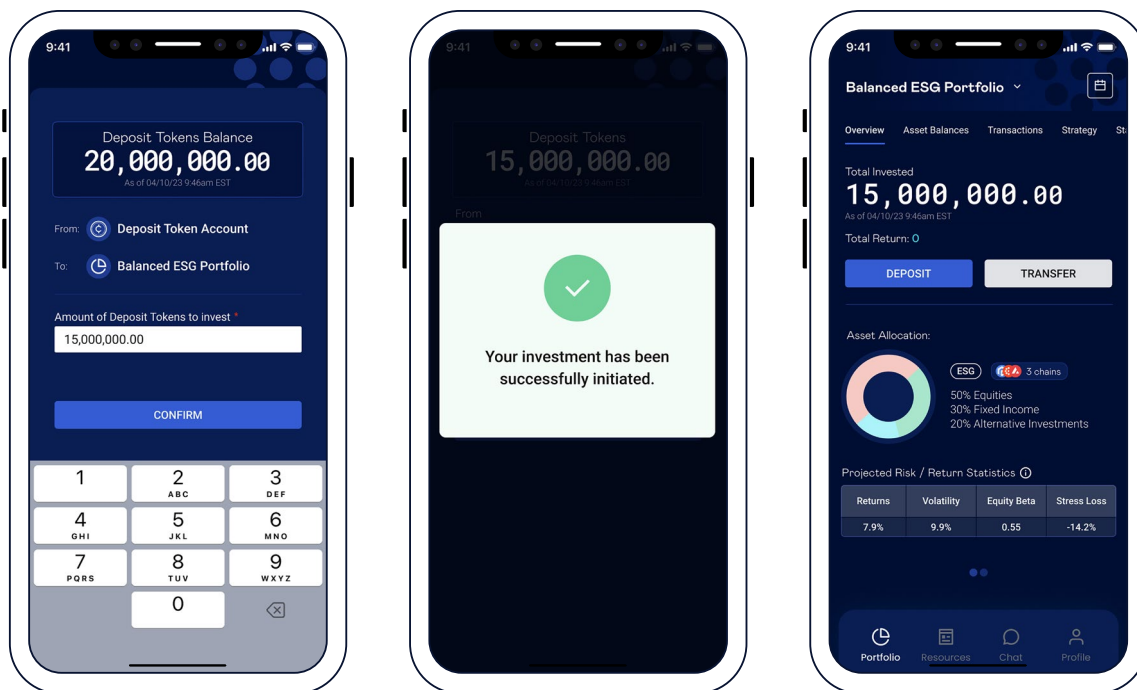 9:41
Deposit Tokens Balance
20,000,000.00
As of 04/10/23 9:46am EST
From: Deposit Token Account
To: Balanced ESG Portfolio
Amount of Deposit Tokens to invest *
15,000,000.00
CONFIRM
1 2 3
ABC DEF
4 5 6
GHI JKL MNO
7 8 9
PQRS TUV WXYZ
0
9:41
Deposit Tokens
15,000,000.00
As of 04/10/23 9:46am EST
From
Your investment has been
successfully initiated.
9:41
Balanced ESG Portfolio
Overview Asset Balances Transactions Strategy
Total Invested
15,000,000.00
As of 04/10/23 9:46am EST
Total Return: 0
DEPOSIT TRANSFER
Asset Allocation:
ESG 3 chains
50% Equities
30% Fixed Income
20% Alternative Investments
Projected Risk / Return Statistics
Returns Volatility Equity Beta Stress Loss
7.9% 9.9% 0.55 -14.2%
Portfolio Resources Chat Profile